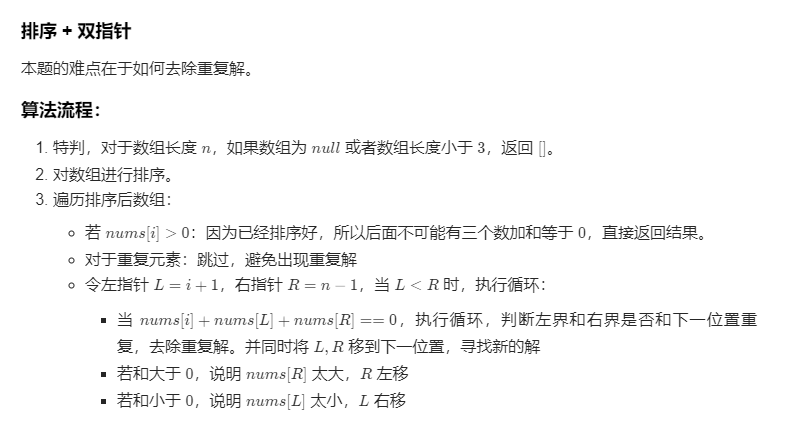 排序 + 双指针
本题的难点在于如何去除重复解。
算法流程：
1. 特判，对于数组长度 n，如果数组为 null 或者数组长度小于 3，返回 []。
2. 对数组进行排序。
3. 遍历排序后数组：
○ 若 nums[i] > 0：因为已经排序好，所以后面不可能有三个数加和等于 0，直接返回结果。
○ 对于重复元素：跳过，避免出现重复解
○ 令左指针 L = i + 1，右指针 R = n − 1，当 L < R 时，执行循环：
▪ 当 nums[i] + nums[L] + nums[R] == 0，执行循环，判断左界和右界是否和下一位置重
复，去除重复解。并同时将 L, R 移到下一位置，寻找新的解
▪ 若和大于 0，说明 nums[R] 太大，R 左移
▪ 若和小于 0，说明 nums[L] 太小，L 右移